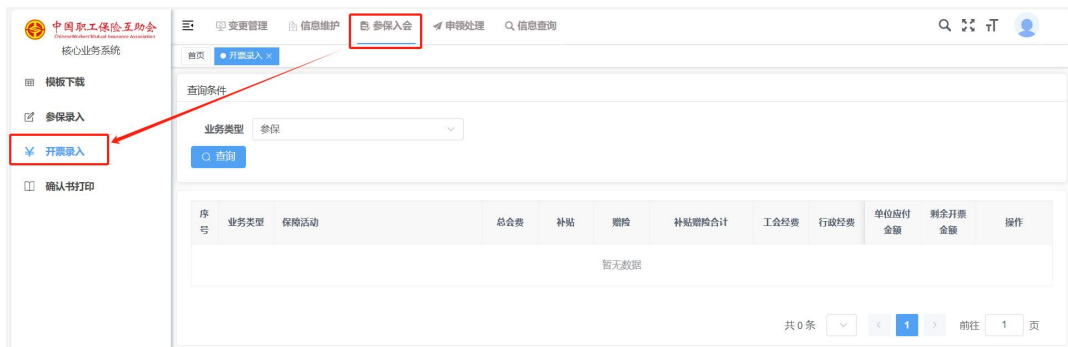 中国职工保险互助会
Chinese Workers' Mutual Insurance Association
核心业务系统
变更管理 信息维护 参保入会 申领处理 信息查询
首页 开票录入 ×
模板下载
参保录入
¥ 开票录入
确认书打印
查询条件
业务类型 参保
查询
序号 业务类型 保障活动 总会费 补贴 赠险 补贴赠险合计 工会经费 行政经费 单位应付金额 剩余开票金额 操作
暂无数据
共 0 条 1 前往 1 页